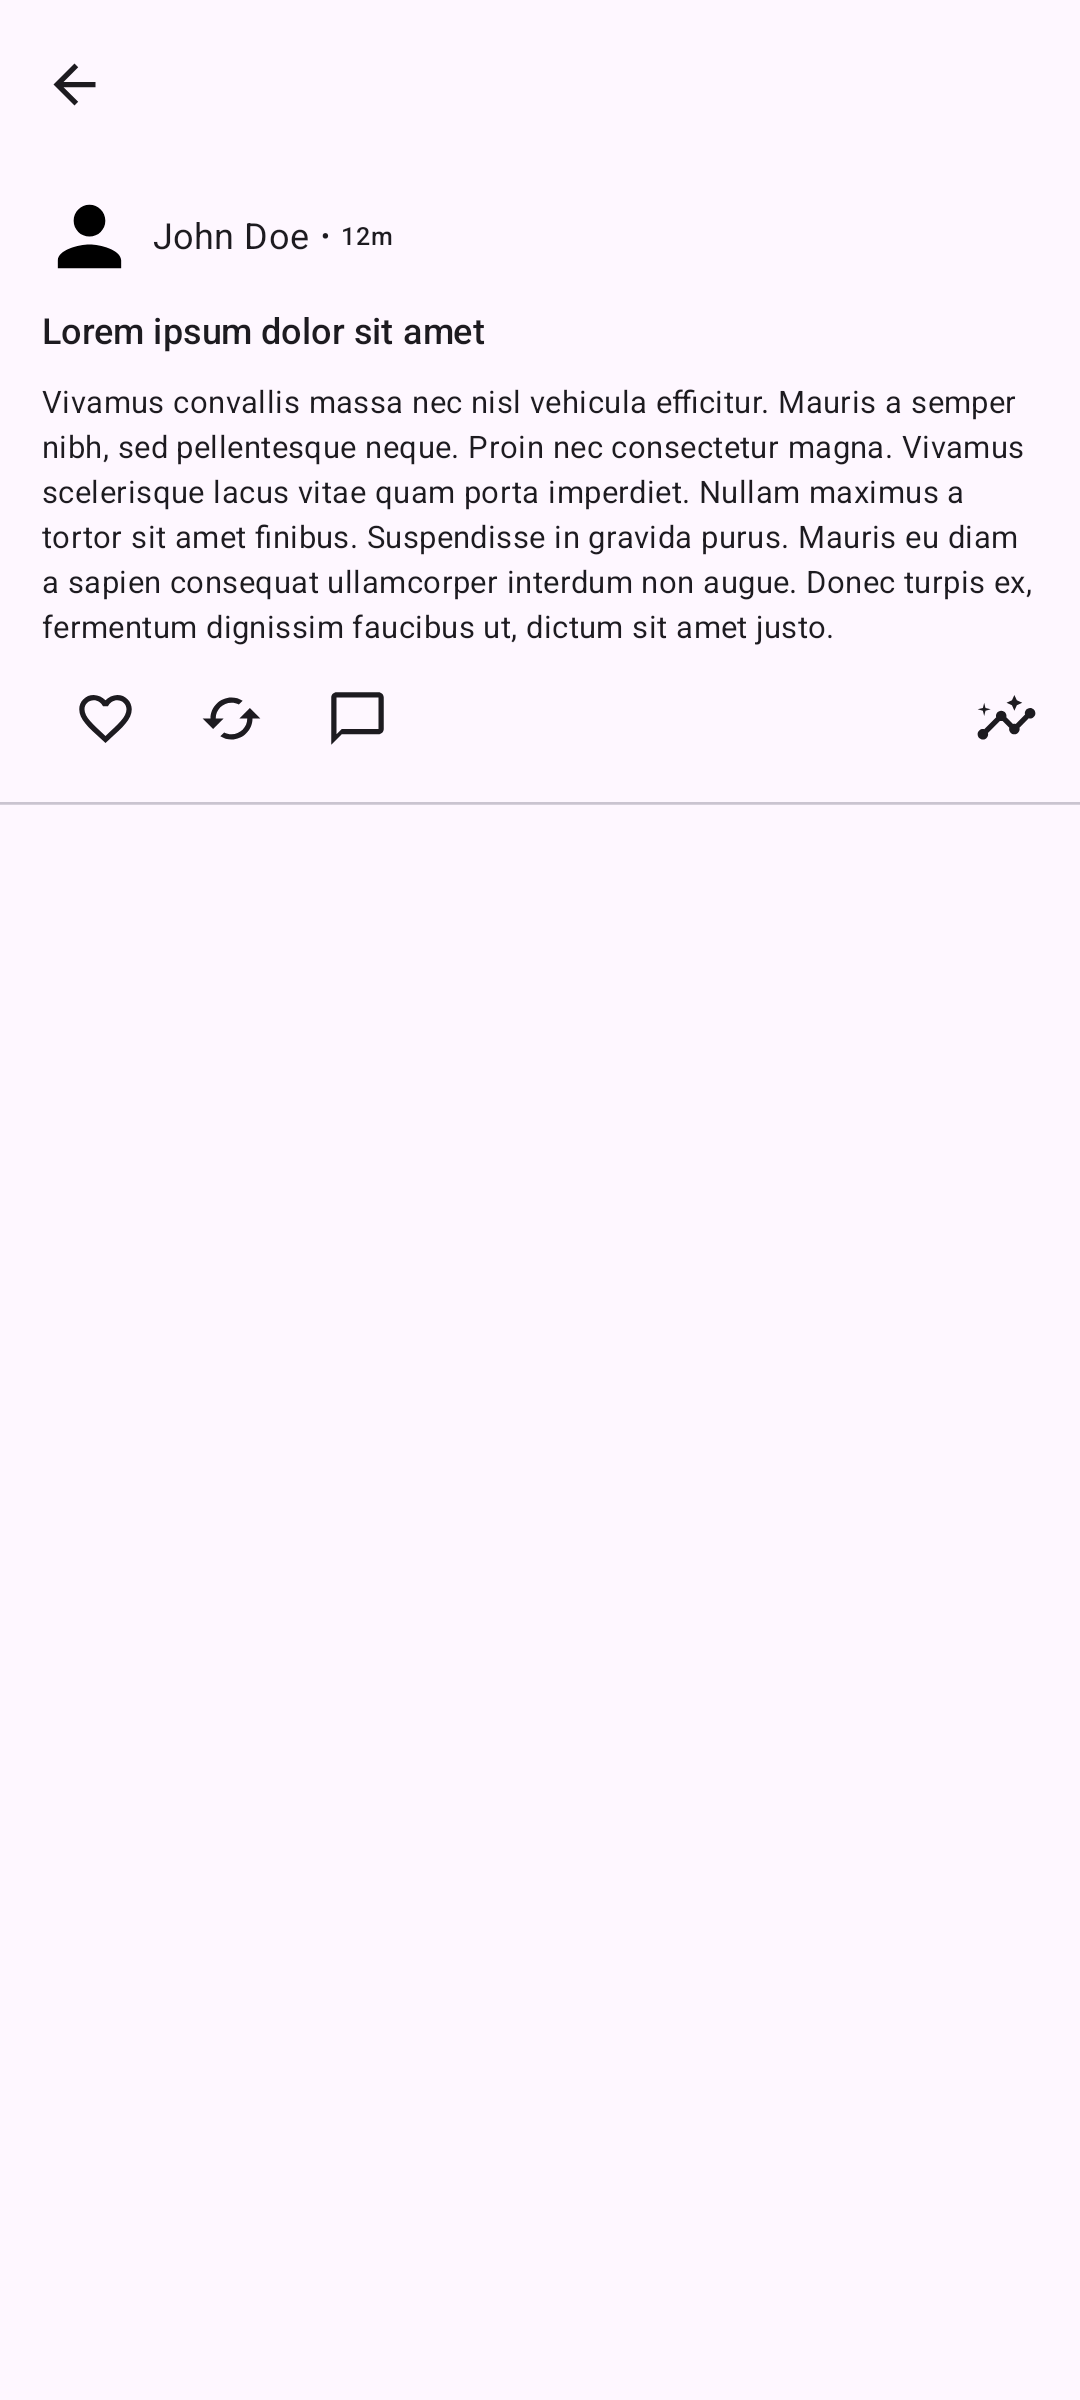 John Doe • 12m
Lorem ipsum dolor sit amet
Vivamus convallis massa nec nisl vehicula efficitur. Mauris a semper
nibh, sed pellentesque neque. Proin nec consectetur magna. Vivamus
scelerisque lacus vitae quam porta imperdiet. Nullam maximus a
tortor sit amet finibus. Suspendisse in gravida purus. Mauris eu diam
a sapien consequat ullamcorper interdum non augue. Donec turpis ex,
fermentum dignissim faucibus ut, dictum sit amet justo.